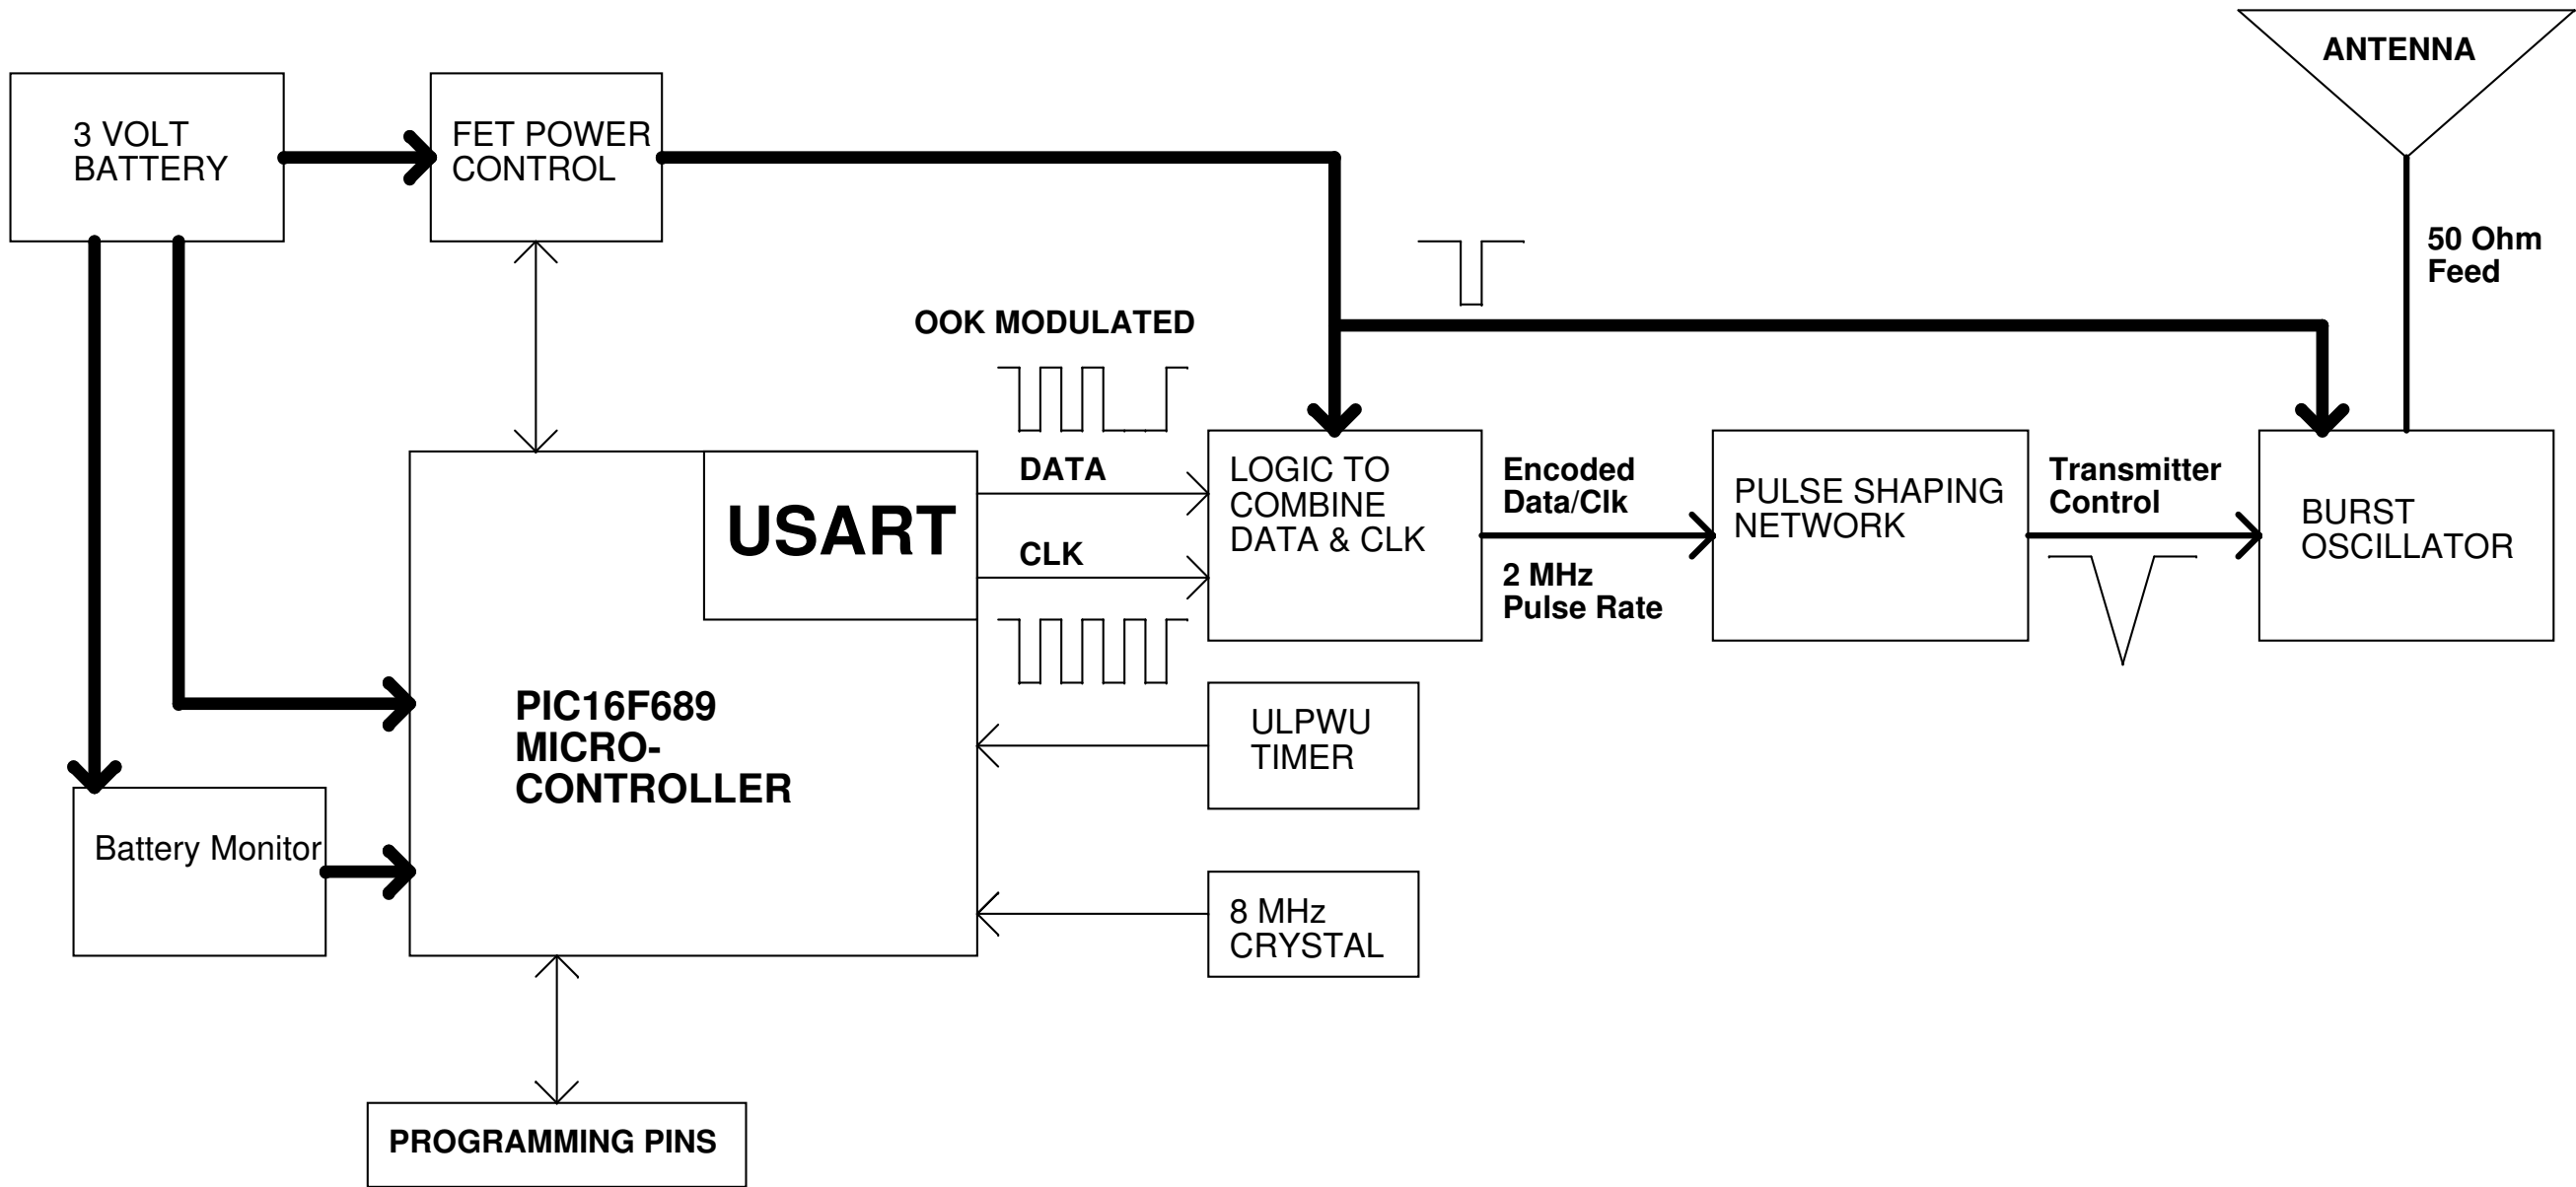 ANTENNA
3 VOLT
BATTERY
FET POWER
CONTROL
50 Ohm
Feed
OOK MODULATED
DATA
CLK
USART
LOGIC TO
COMBINE
DATA & CLK
Encoded
Data/Clk
2 MHz
Pulse Rate
PULSE SHAPING
NETWORK
Transmitter
Control
BURST
OSCILLATOR
PIC16F689
MICRO-
CONTROLLER
ULPWU
TIMER
Battery Monitor
8 MHz
CRYSTAL
PROGRAMMING PINS